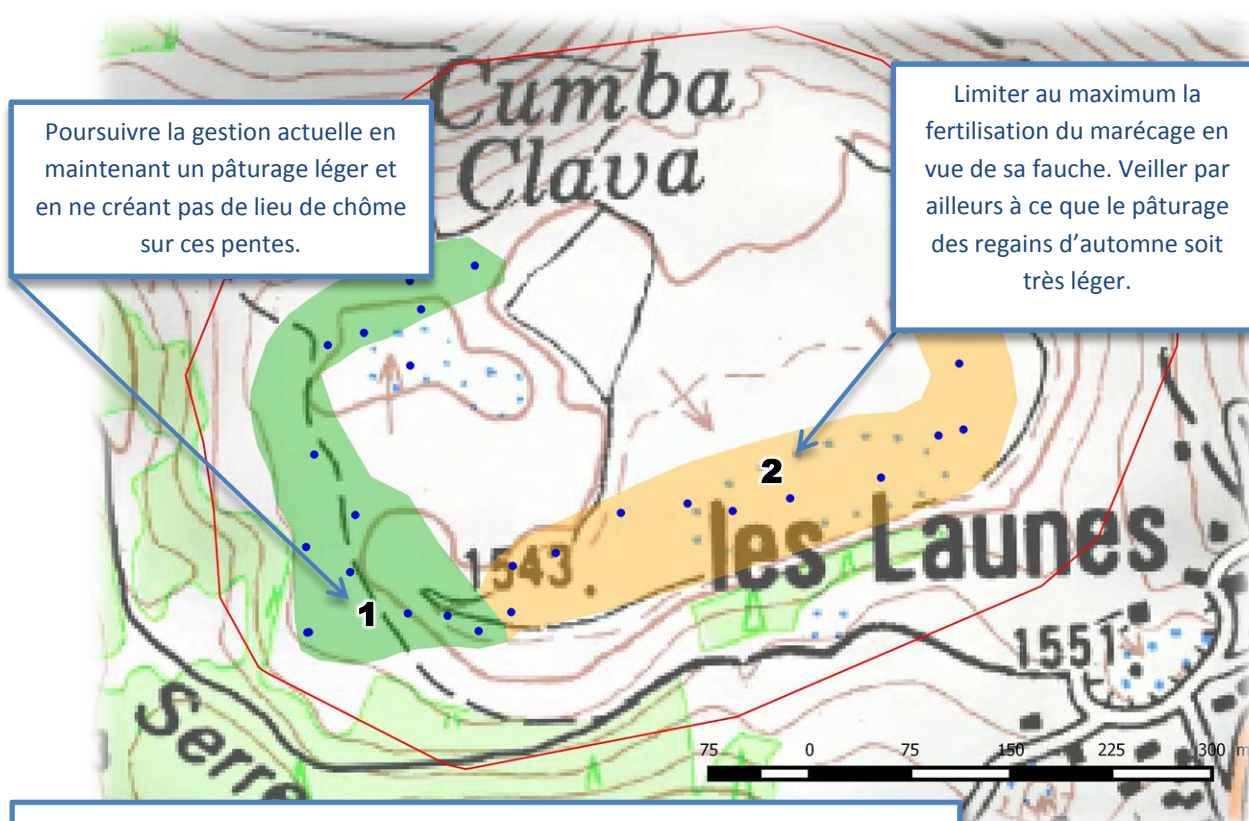 Cumba
Clava
Poursuivre la gestion actuelle en
maintenant un pâturage léger et
en ne créant pas de lieu de chôme
sur ces pentes.
Limiter au maximum la
fertilisation du marécage en
vue de sa fauche. Veiller par
ailleurs à ce que le pâturage
des regains d’automne soit
très léger.
2
les Launes
1543
1
1551
Serre
75 0 75 150 225 300 m